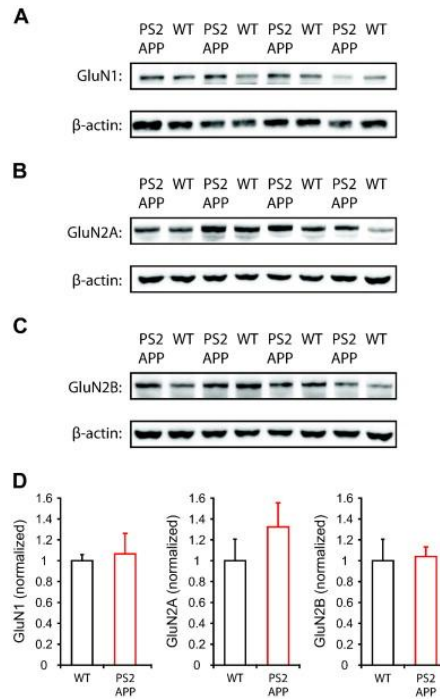 A
PS2 WT PS2 WT PS2 WT PS2 WT
APP APP APP APP
GluN1:
β-actin:
B
PS2 WT PS2 WT PS2 WT PS2 WT
APP APP APP APP
GluN2A:
β-actin:
C
PS2 WT PS2 WT PS2 WT PS2 WT
APP APP APP APP
GluN2B:
β-actin:
D
GluN1 (normalized)
1.6
1.4
1.2
1
0.8
0.6
0.4
0.2
0
WT PS2
APP
GluN2A (normalized)
1.6
1.4
1.2
1
0.8
0.6
0.4
0.2
0
WT PS2
APP
GluN2B (normalized)
1.6
1.4
1.2
1
0.8
0.6
0.4
0.2
0
WT PS2
APP